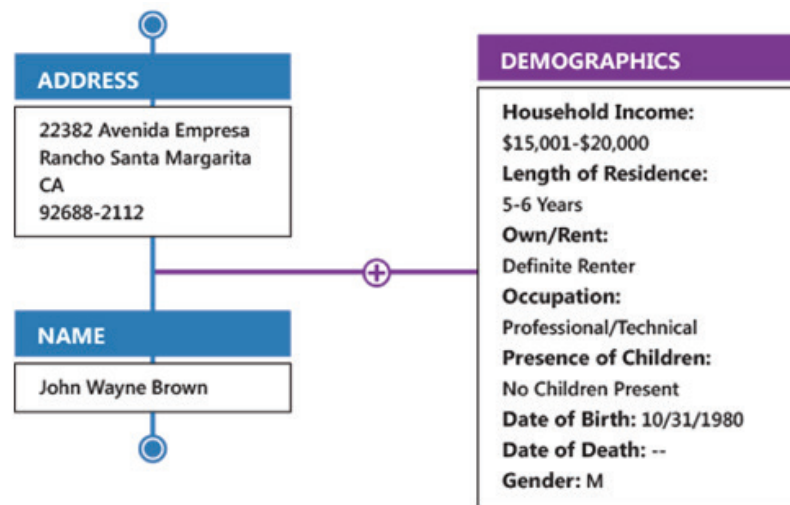 ADDRESS
22382 Avenida Empresa
Rancho Santa Margarita
CA
92688-2112
NAME
John Wayne Brown
DEMOGRAPHICS
Household Income:
$15,001-$20,000
Length of Residence:
5-6 Years
Own/Rent:
Definite Renter
Occupation:
Professional/Technical
Presence of Children:
No Children Present
Date of Birth: 10/31/1980
Date of Death: --
Gender: M